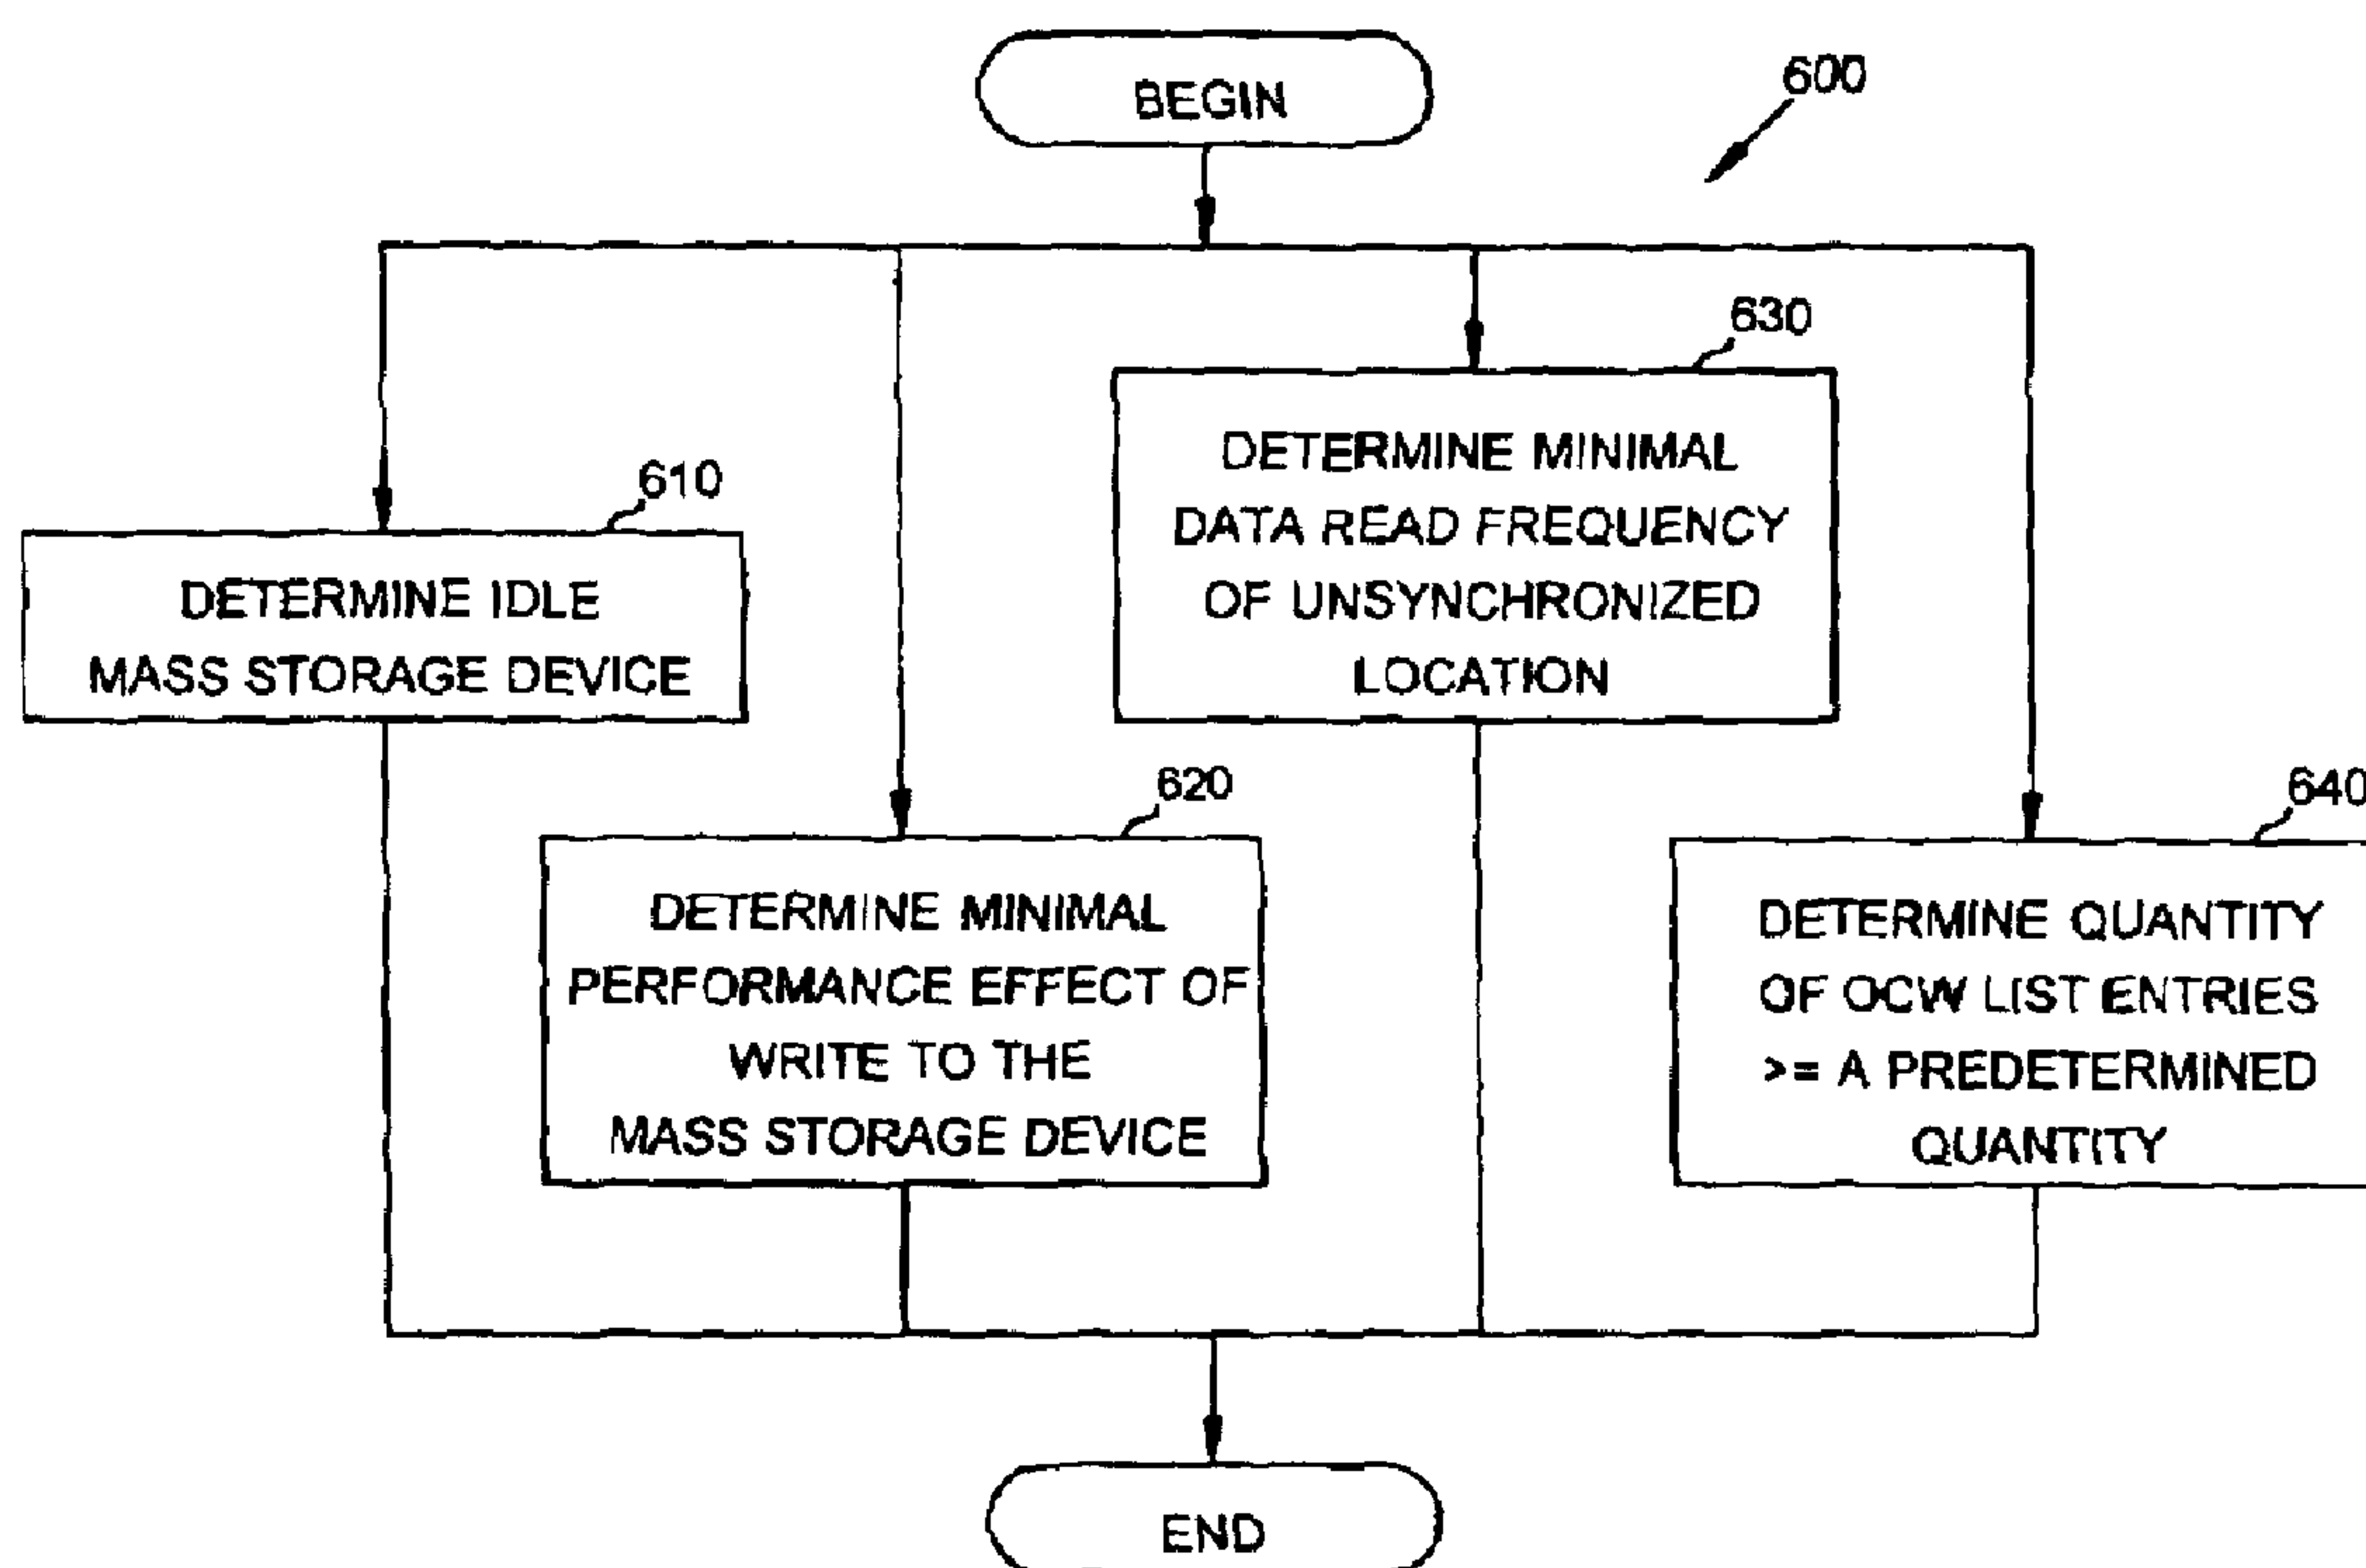 BEGIN
600
630
DETERMINE MINIMAL
DATA READ FREQUENCY
OF UNSYNCHRONIZED
LOCATION
610
DETERMINE IDLE
MASS STORAGE DEVICE
620
DETERMINE MINIMAL
PERFORMANCE EFFECT OF
WRITE TO THE
MASS STORAGE DEVICE
640
DETERMINE QUANTITY
OF OCW LIST ENTRIES
>= A PREDETERMINED
QUANTITY
END